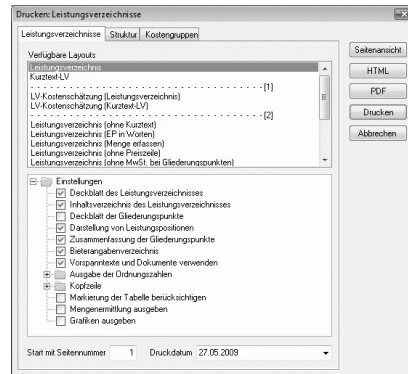 Drucken: Leistungsverzeichnisse
Leistungsverzeichnisse Struktur Kostengruppen
Verfügbare Layouts
Leistungsverzeichnis
Kurztext-LV
- - - - - - - - - - - - - - - - - - - - - - - - - - - - - - [1]
LV-Kostenschätzung (Leistungsverzeichnis)
LV-Kostenschätzung (Kurztext-LV)
- - - - - - - - - - - - - - - - - - - - - - - - - - - - - - [2]
Leistungsverzeichnis (ohne Kurztext)
Leistungsverzeichnis (EP in Worten)
Leistungsverzeichnis (Menge erfassen)
Leistungsverzeichnis (ohne Preiszeile)
Leistungsverzeichnis (ohne MwSt. bei Gliederungspunkten)
Seitenansicht
HTML
PDF
Drucken
Abbrechen
Einstellungen
Deckblatt des Leistungsverzeichnisses
Inhaltsverzeichnis des Leistungsverzeichnisses
Deckblatt der Gliederungspunkte
Darstellung von Leistungspositionen
Zusammenfassung der Gliederungspunkte
Bieterangabenverzeichnis
Vorspanntexte und Dokumente verwenden
Ausgabe der Ordnungszahlen
Kopfzeile
Markierung der Tabelle berücksichtigen
Mengenermittlung ausgeben
Grafiken ausgeben
Start mit Seitennummer 1 Druckdatum 27.05.2009